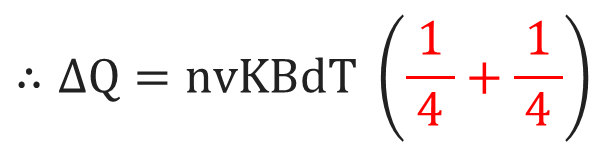 ∴ ΔQ = nvKBdT (1/4 + 1/4)